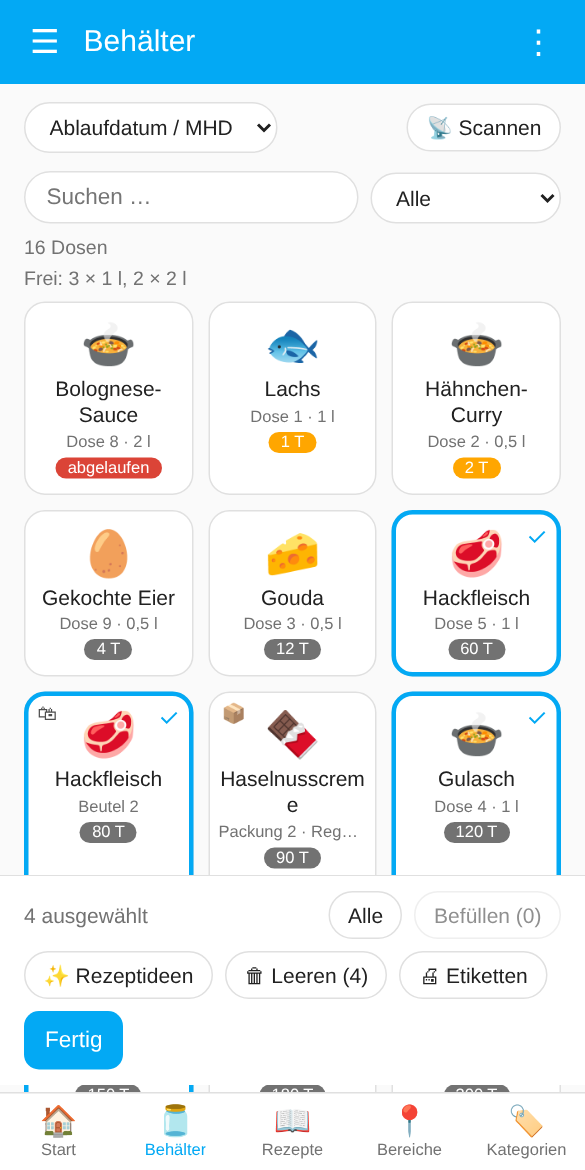 Behälter
Ablaufdatum / MHD
Scannen
Suchen …
Alle
16 Dosen
Frei: 3 × 1 l, 2 × 2 l
Bolognese-
Sauce
Dose 8 · 2 l
abgelaufen
Lachs
Dose 1 · 1 l
1 T
Hähnchen-
Curry
Dose 2 · 0,5 l
2 T
Gekochte Eier
Dose 9 · 0,5 l
4 T
Gouda
Dose 3 · 0,5 l
12 T
Hackfleisch
Dose 5 · 1 l
60 T
Hackfleisch
Beutel 2
80 T
Haselnusscrem
e
Packung 2 · Reg…
90 T
Gulasch
Dose 4 · 1 l
120 T
4 ausgewählt
Alle
Befüllen (0)
Rezeptideen
Leeren (4)
Etiketten
Fertig
Start
Behälter
Rezepte
Bereiche
Kategorien